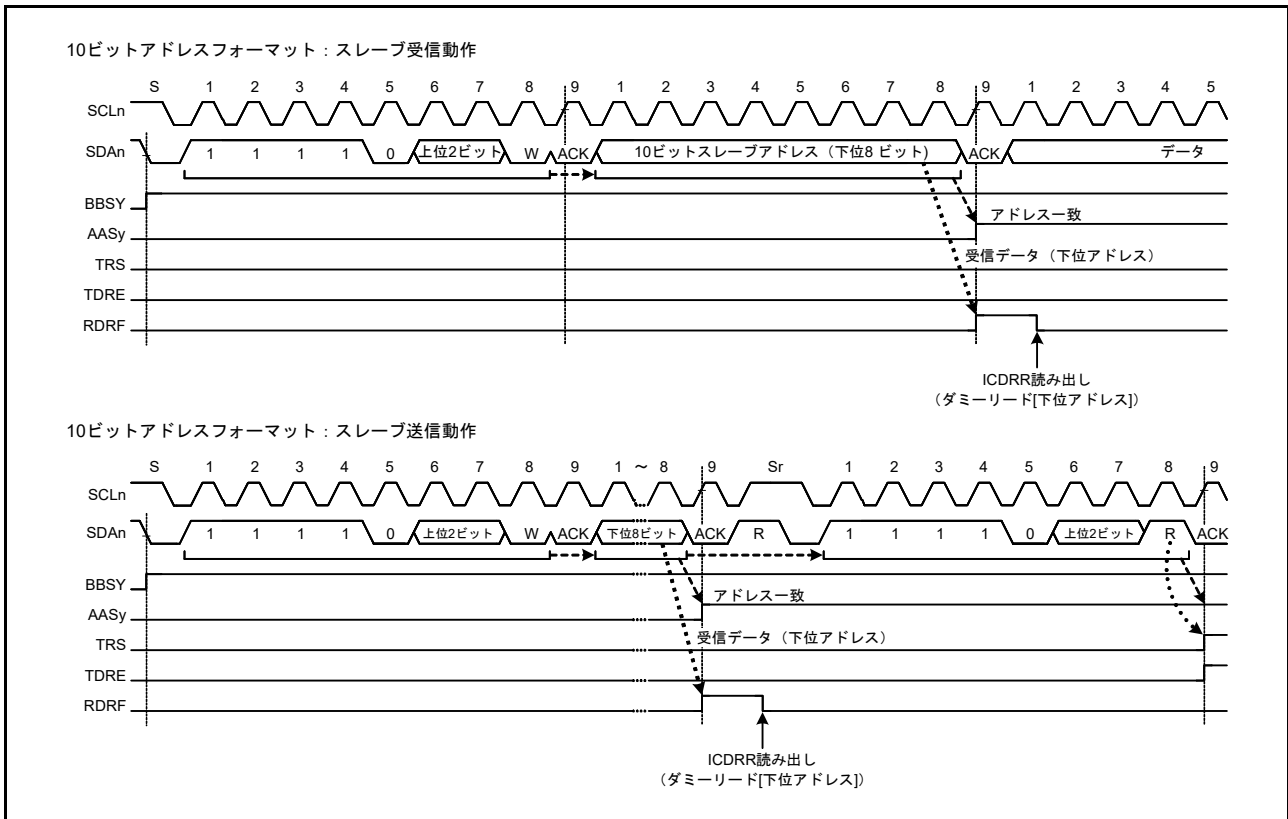 10ビットアドレスフォーマット：スレーブ受信動作
S 1 2 3 4 5 6 7 8 9 1 2 3 4 5 6 7 8 9 1 2 3 4 5
SCLn
SDAn 1 1 1 1 0 上位2ビット W ACK 10ビットスレーブアドレス（下位8 ビット) ACK データ
BBSY
アドレス一致
AASy
受信データ（下位アドレス）
TRS
TDRE
RDRF
ICDRR読み出し
（ダミーリード[下位アドレス]）
10ビットアドレスフォーマット：スレーブ送信動作
S 1 2 3 4 5 6 7 8 9 1 ～ 8 9 Sr 1 2 3 4 5 6 7 8 9
SCLn
SDAn 1 1 1 1 0 上位2ビット W ACK 下位8ビット ACK R 1 1 1 1 0 上位2ビット R ACK
BBSY
アドレス一致
AASy
受信データ（下位アドレス）
TRS
TDRE
RDRF
ICDRR読み出し
（ダミーリード[下位アドレス]）